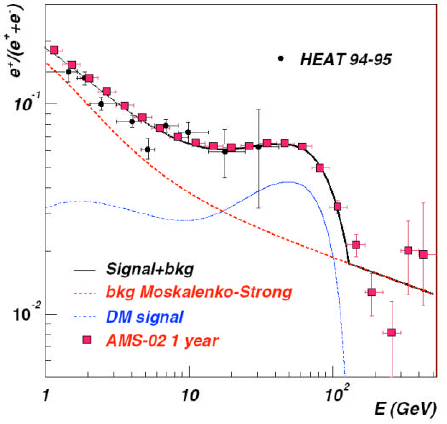 e⁺/(e⁺+e⁻)
HEAT 94-95
10⁻¹
10⁻²
Signal+bkg
bkg Moskalenko-Strong
DM signal
AMS-02 1 year
1 10 10²
E (GeV)